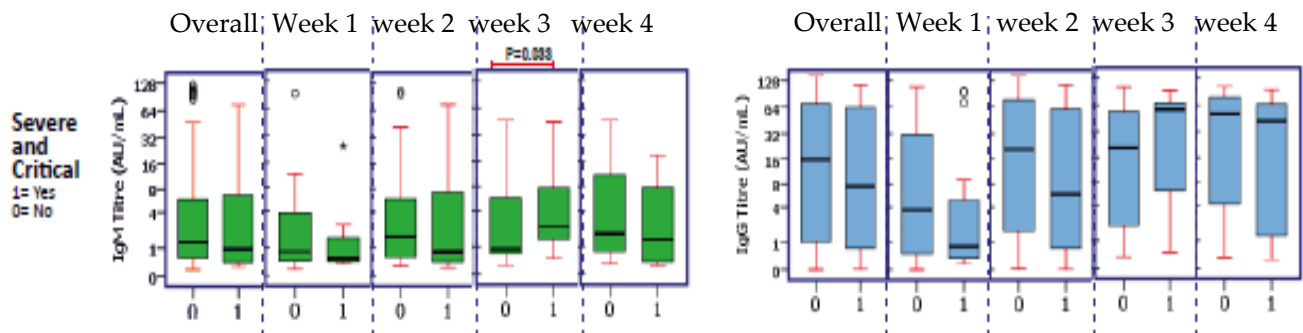 Overall Week 1 week 2 week 3 week 4
Overall Week 1 week 2 week 3 week 4
Severe
and
Critical
1= Yes
0= No
IgM Titre (AU/mL)
128
64
32
16
8
4
1
0
0 1 0 1 0 1 0 1 0 1
IgG Titre (AU/mL)
128
64
32
16
8
4
1
0
0 1 0 1 0 1 0 1 0 1